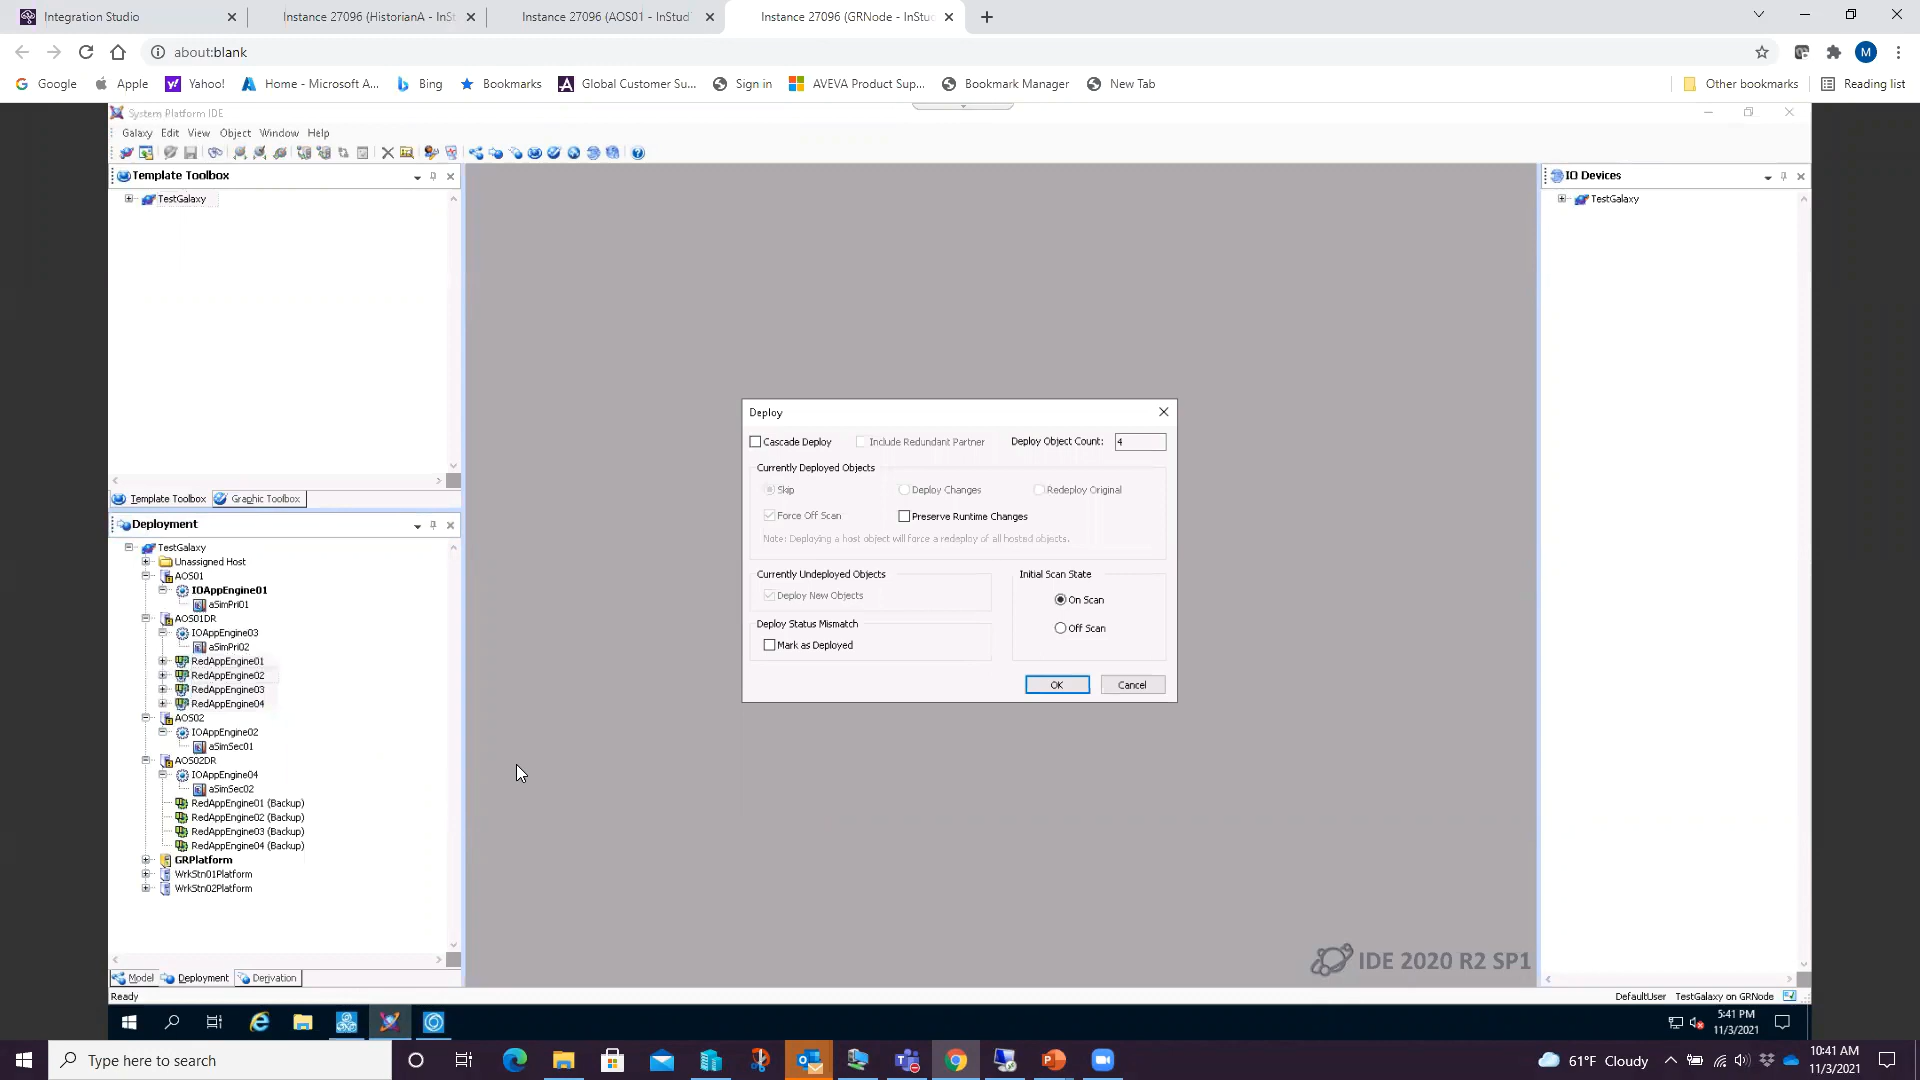 Integration Studio
Instance 27096 (HistorianA - InSt
Instance 27096 (AOS01 - InStud
Instance 27096 (GRNode - InStud
about:blank
M
Google
Apple
Yahoo!
Home - Microsoft A...
Bing
Bookmarks
Global Customer Su...
Sign in
AVEVA Product Sup...
Bookmark Manager
New Tab
Other bookmarks
Reading list
System Platform IDE
Galaxy Edit View Object Window Help
Template Toolbox
TestGalaxy
Template Toolbox Graphic Toolbox
Deployment
TestGalaxy
Unassigned Host
AOS01
IOAppEngine01
aSimPri01
AOS01DR
IOAppEngine03
aSimPri02
RedAppEngine01
RedAppEngine02
RedAppEngine03
RedAppEngine04
AOS02
IOAppEngine02
aSimSec01
AOS02DR
IOAppEngine04
aSimSec02
RedAppEngine01 (Backup)
RedAppEngine02 (Backup)
RedAppEngine03 (Backup)
RedAppEngine04 (Backup)
GRPlatform
WrkStn01Platform
WrkStn02Platform
Model Deployment Derivation
Ready
Deploy
Cascade Deploy Include Redundant Partner Deploy Object Count: 4
Currently Deployed Objects
Skip Deploy Changes Redeploy Original
Force Off Scan Preserve Runtime Changes
Note: Deploying a host object will force a redeploy of all hosted objects.
Currently Undeployed Objects
Deploy New Objects
Deploy Status Mismatch
Mark as Deployed
Initial Scan State
On Scan
Off Scan
OK Cancel
IO Devices
TestGalaxy
IDE 2020 R2 SP1
DefaultUser TestGalaxy on GRNode
5:41 PM
11/3/2021
Type here to search
61°F Cloudy
10:41 AM
11/3/2021